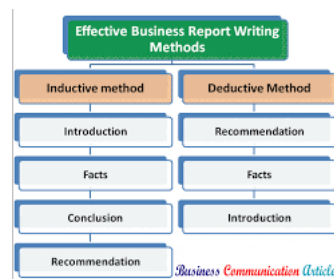 Effective Business Report Writing
Methods
Inductive method
Deductive Method
Introduction
Recommendation
Facts
Facts
Conclusion
Introduction
Recommendation
Business Communication Article